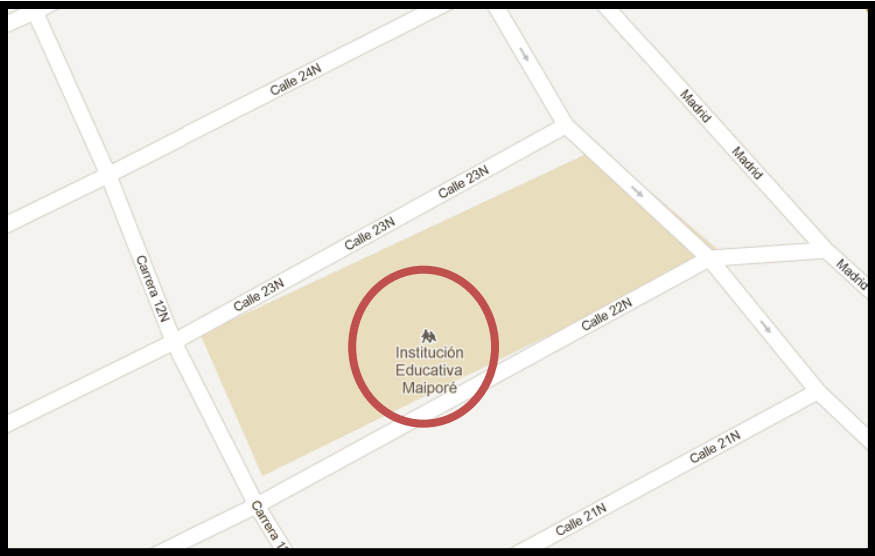 Calle 24N
Madrid
Madrid
Calle 23N
Calle 23N
Calle 23N
Carrera 12N
Madrid
Calle 22N
Institución
Educativa
Maiporé
Calle 21N
Calle 21N
Carrera 1